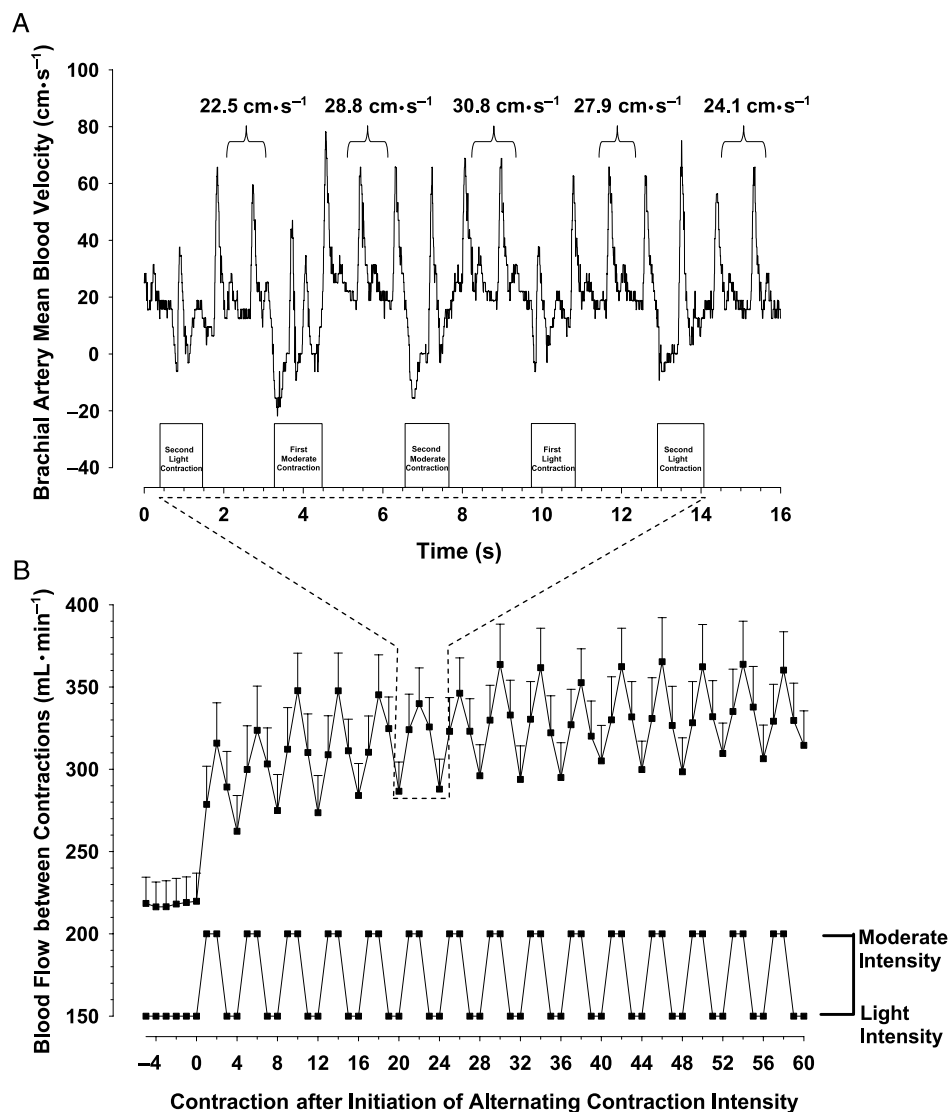 A
Brachial Artery Mean Blood Velocity (cm·s⁻¹)
100
80
60
40
20
0
–20
–40
22.5 cm·s⁻¹ 28.8 cm·s⁻¹ 30.8 cm·s⁻¹ 27.9 cm·s⁻¹ 24.1 cm·s⁻¹
Second
Light
Contraction
First
Moderate
Contraction
Second
Moderate
Contraction
First
Light
Contraction
Second
Light
Contraction
0 2 4 6 8 10 12 14 16
Time (s)
B
Blood Flow between Contractions (mL·min⁻¹)
400
350
300
250
200
150
Moderate
Intensity
Light
Intensity
–4 0 4 8 12 16 20 24 28 32 36 40 44 48 52 56 60
Contraction after Initiation of Alternating Contraction Intensity